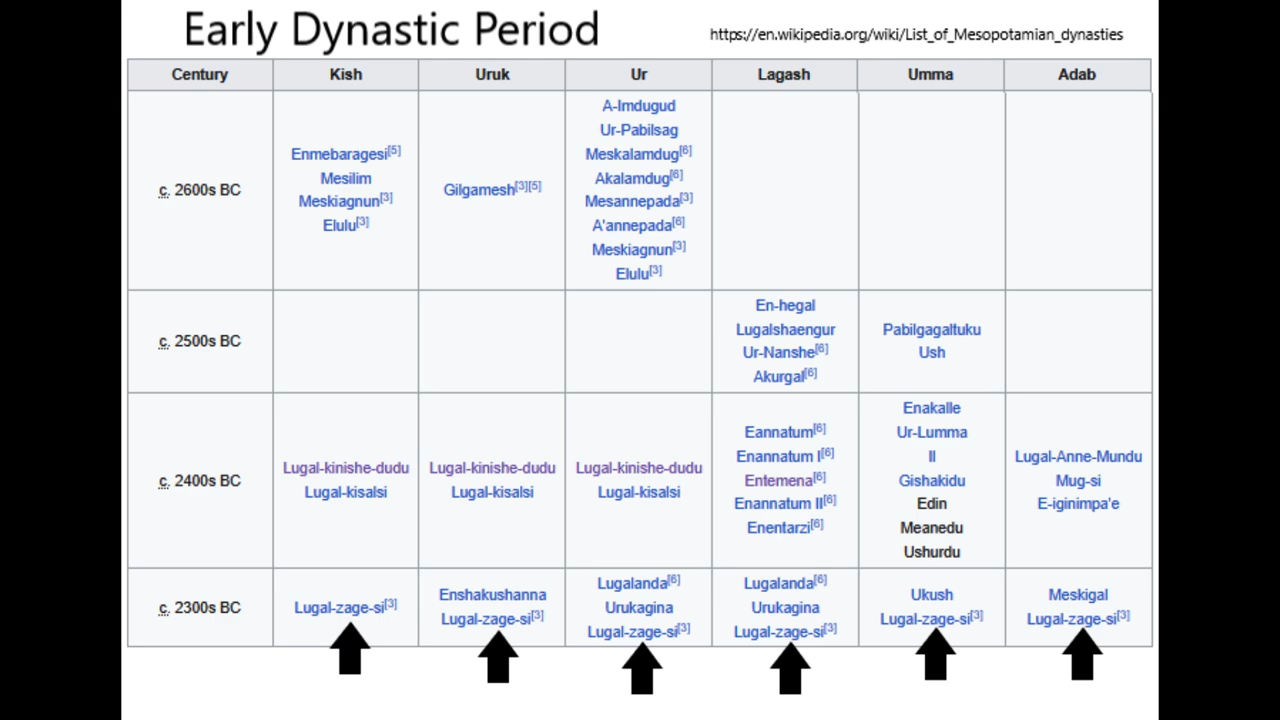 Early Dynastic Period
https://en.wikipedia.org/wiki/List_of_Mesopotamian_dynasties
Century Kish Uruk Ur Lagash Umma Adab
c. 2600s BC
Enmebaragesi[5]
Mesilim
Meskiagnun[3]
Elulu[3]
Gilgamesh[3][5]
A-Imdugud
Ur-Pabilsag
Meskalamdug[6]
Akalamdug[6]
Mesannepada[3]
A'annepada[6]
Meskiagnun[3]
Elulu[3]
c. 2500s BC
En-hegal
Lugalshaengur
Ur-Nanshe[6]
Akurgal[6]
Pabilgagaltuku
Ush
c. 2400s BC
Lugal-kinishe-dudu
Lugal-kisalsi
Lugal-kinishe-dudu
Lugal-kisalsi
Lugal-kinishe-dudu
Lugal-kisalsi
Eannatum[6]
Enannatum I[6]
Entemena[6]
Enannatum II[6]
Enentarzi[6]
Enakalle
Ur-Lumma
Il
Gishakidu
Edin
Meanedu
Ushurdu
Lugal-Anne-Mundu
Mug-si
E-iginimpa'e
c. 2300s BC
Lugal-zage-si[3]
Enshakushanna
Lugal-zage-si[3]
Lugalanda[6]
Urukagina
Lugal-zage-si[3]
Lugalanda[6]
Urukagina
Lugal-zage-si[3]
Ukush
Lugal-zage-si[3]
Meskigal
Lugal-zage-si[3]